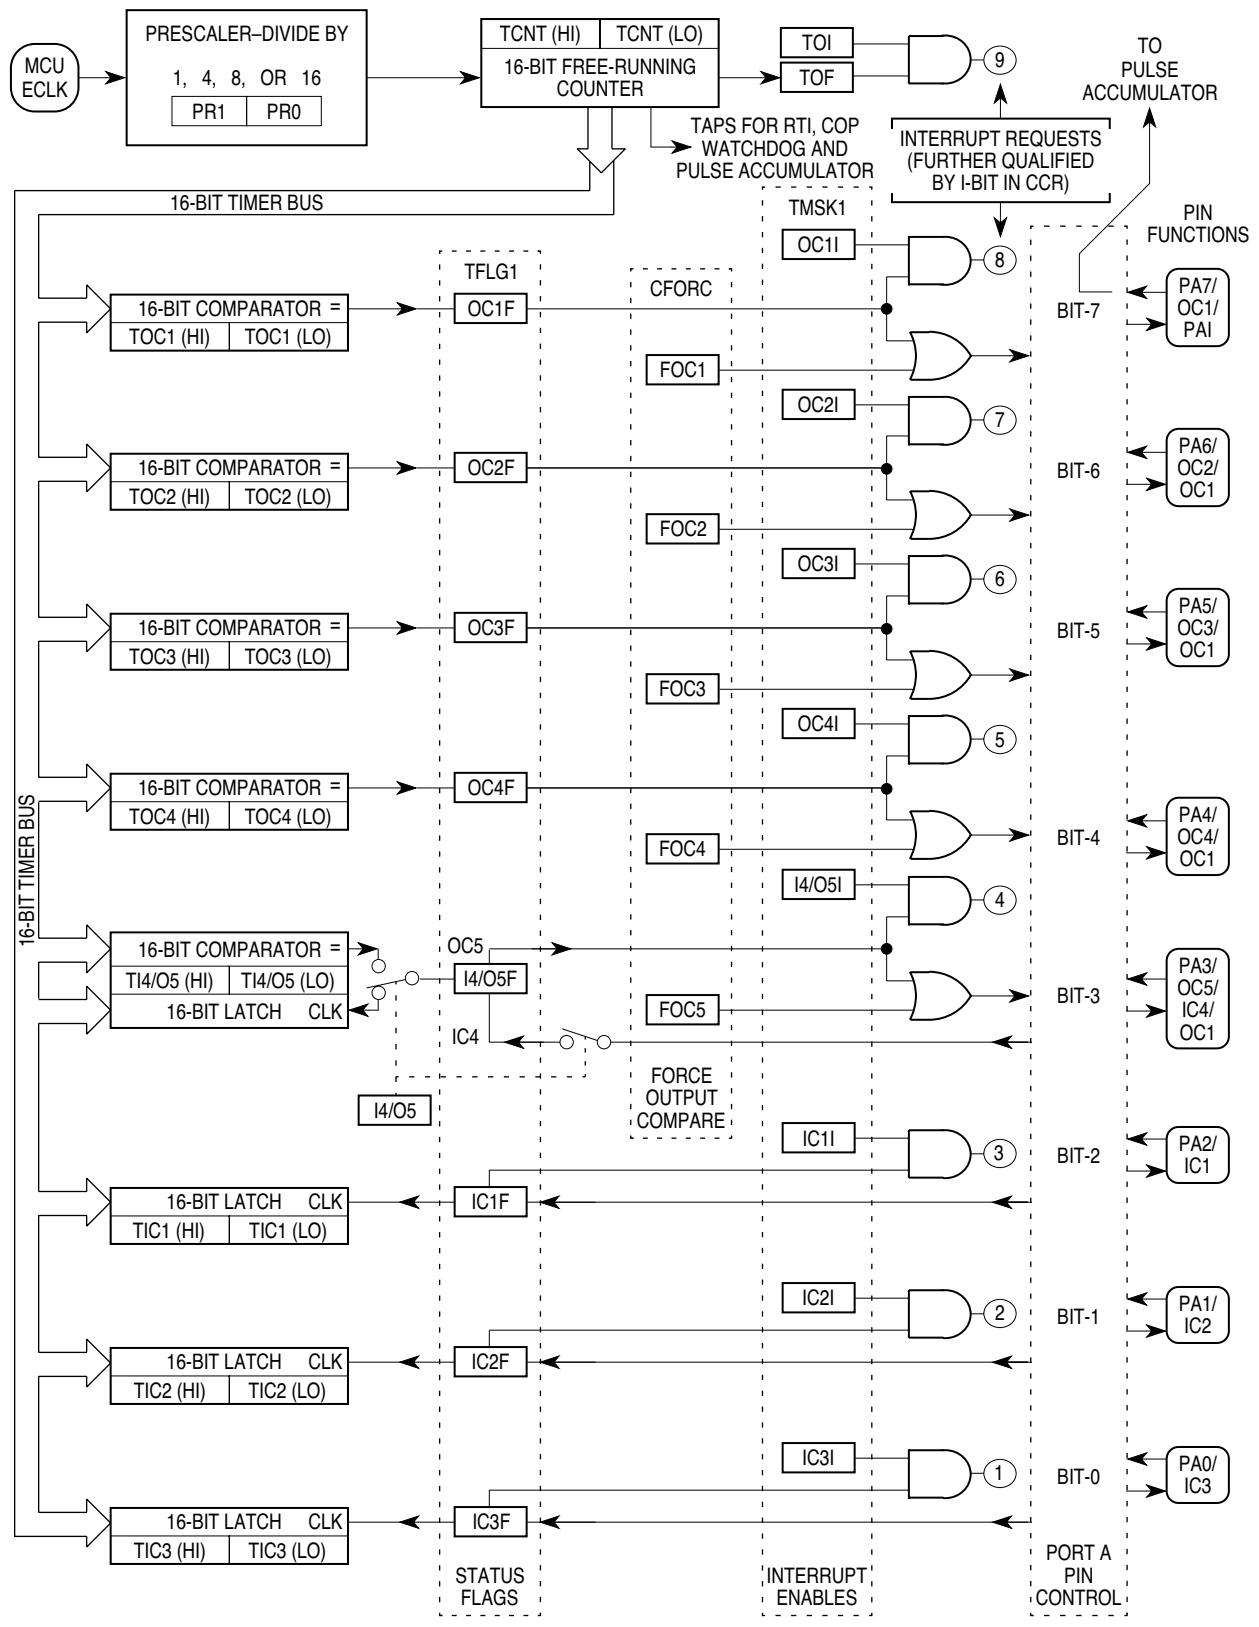 MCU
ECLK
PRESCALER–DIVIDE BY
1, 4, 8, OR 16
PR1 PR0
TCNT (HI) TCNT (LO)
16-BIT FREE-RUNNING
COUNTER
TOI
TOF
9
TO
PULSE
ACCUMULATOR
TAPS FOR RTI, COP
WATCHDOG AND
PULSE ACCUMULATOR
INTERRUPT REQUESTS
(FURTHER QUALIFIED
BY I-BIT IN CCR)
16-BIT TIMER BUS
TMSK1
PIN
FUNCTIONS
OC1I
8
TFLG1
CFORC
16-BIT COMPARATOR =
TOC1 (HI) TOC1 (LO)
OC1F
BIT-7
PA7/
OC1/
PAI
FOC1
OC2I
7
16-BIT COMPARATOR =
TOC2 (HI) TOC2 (LO)
OC2F
BIT-6
PA6/
OC2/
OC1
FOC2
OC3I
6
16-BIT COMPARATOR =
TOC3 (HI) TOC3 (LO)
OC3F
BIT-5
PA5/
OC3/
OC1
FOC3
OC4I
5
16-BIT COMPARATOR =
TOC4 (HI) TOC4 (LO)
OC4F
BIT-4
PA4/
OC4/
OC1
FOC4
16-BIT TIMER BUS
I4/O5I
4
16-BIT COMPARATOR =
TI4/O5 (HI) TI4/O5 (LO)
16-BIT LATCH CLK
OC5
I4/O5F
IC4
FOC5
BIT-3
PA3/
OC5/
IC4/
OC1
I4/O5
FORCE
OUTPUT
COMPARE
IC1I
3
BIT-2
PA2/
IC1
16-BIT LATCH CLK
TIC1 (HI) TIC1 (LO)
IC1F
IC2I
2
BIT-1
PA1/
IC2
16-BIT LATCH CLK
TIC2 (HI) TIC2 (LO)
IC2F
IC3I
1
BIT-0
PA0/
IC3
16-BIT LATCH CLK
TIC3 (HI) TIC3 (LO)
IC3F
STATUS
FLAGS
INTERRUPT
ENABLES
PORT A
PIN
CONTROL